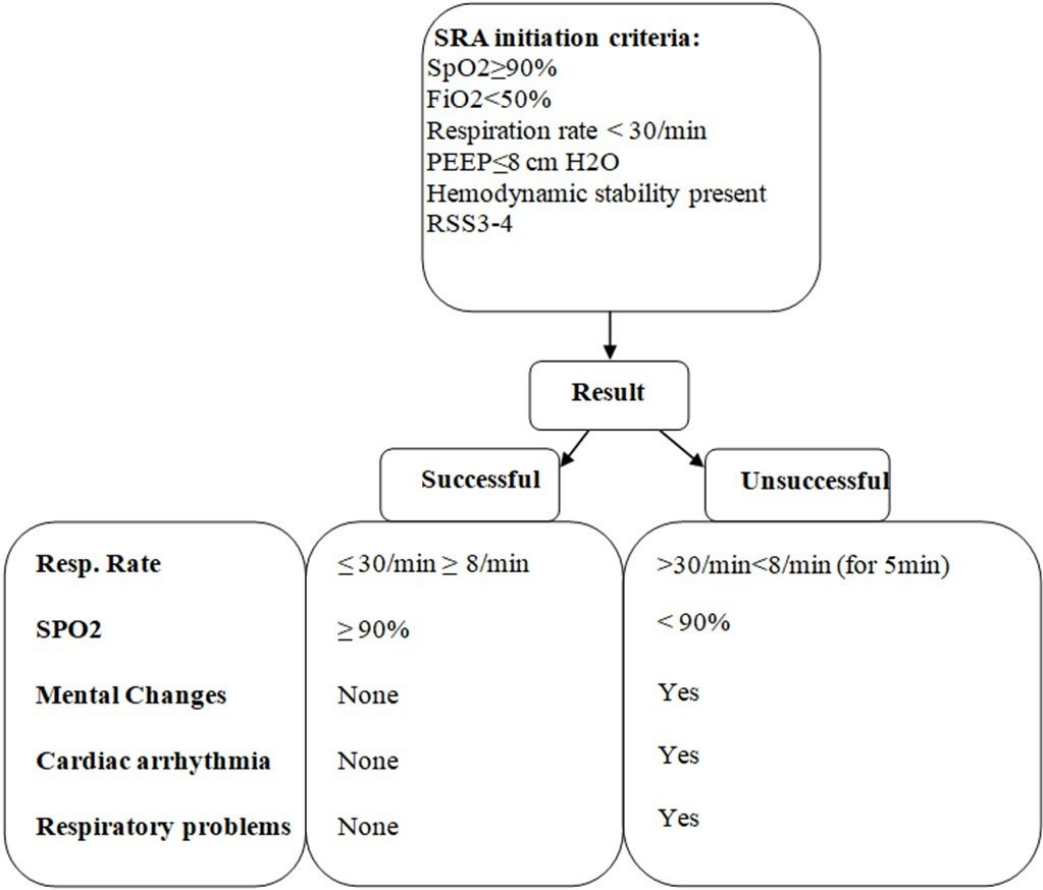 SRA initiation criteria:
SpO2≥90%
FiO2<50%
Respiration rate < 30/min
PEEP≤8 cm H2O
Hemodynamic stability present
RSS3-4
Result
Successful
Unsuccessful
Resp. Rate ≤ 30/min ≥ 8/min >30/min<8/min (for 5min)
SPO2 ≥ 90% < 90%
Mental Changes None Yes
Cardiac arrhythmia None Yes
Respiratory problems None Yes